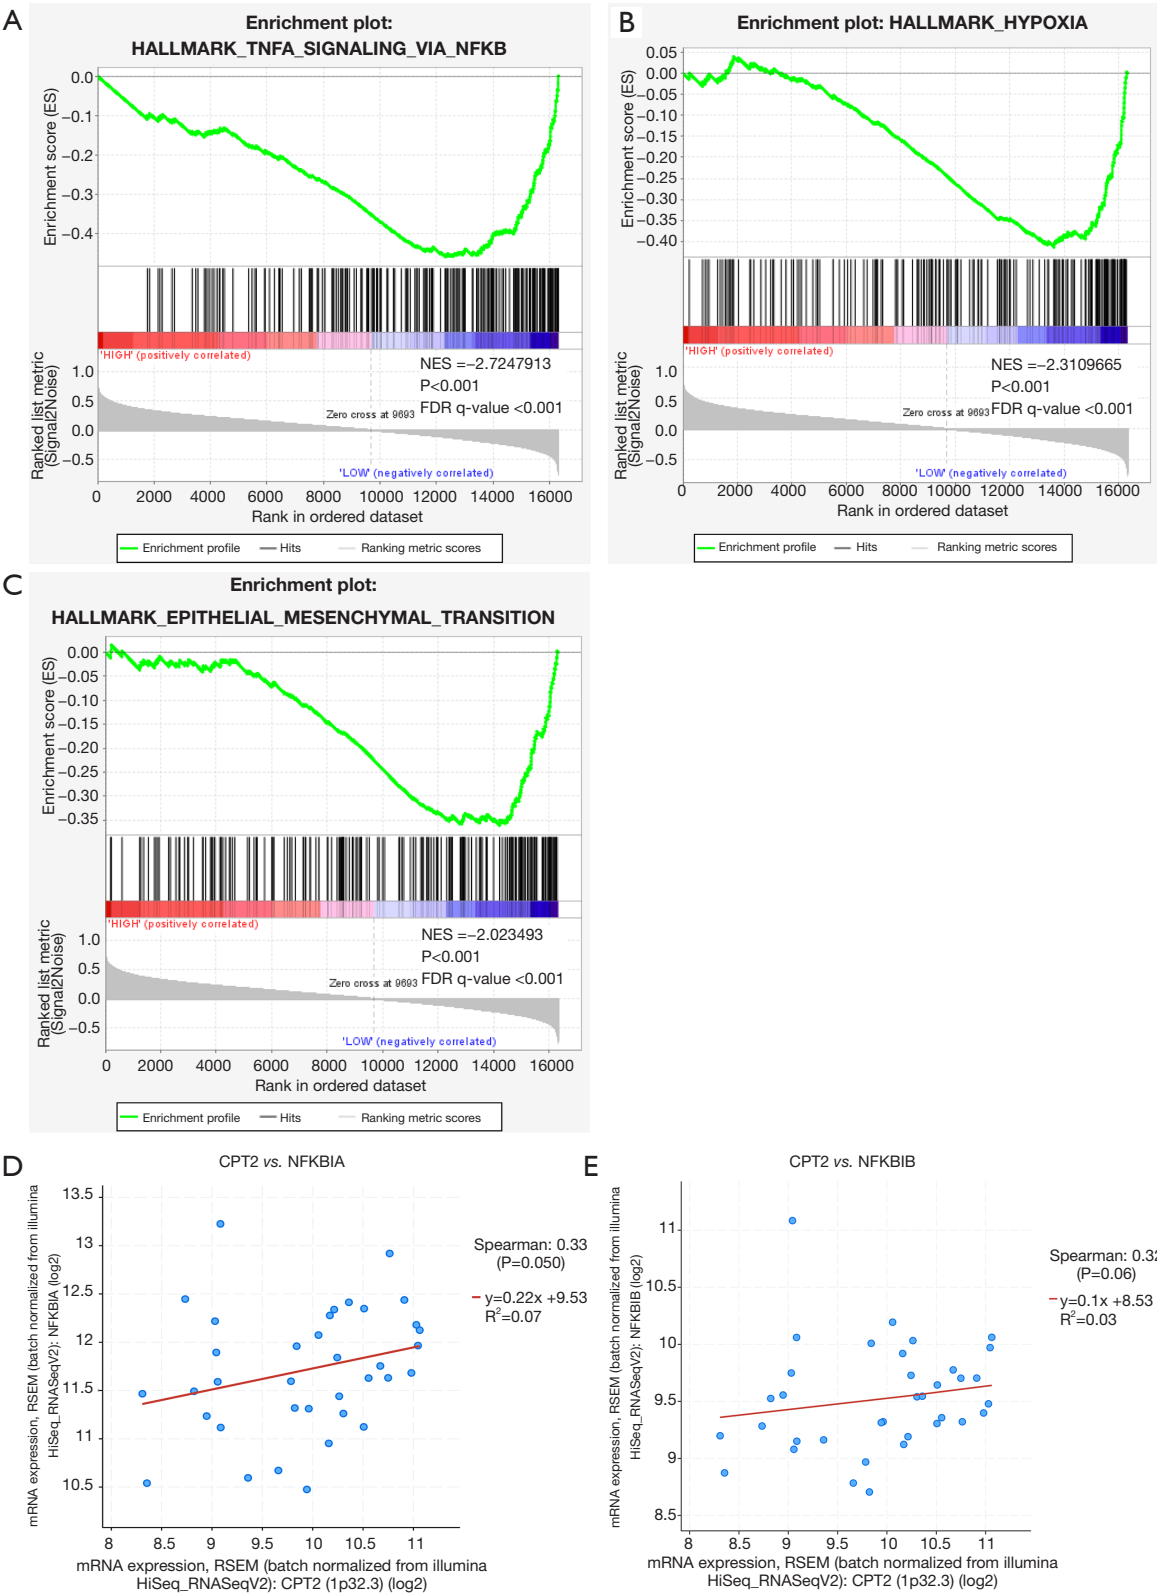 A
Enrichment plot:
HALLMARK_TNFA_SIGNALING_VIA_NFKB
Enrichment score (ES)
0.0
−0.1
−0.2
−0.3
−0.4
'HIGH' (positively correlated)
NES =−2.7247913
P<0.001
FDR q-value <0.001
Zero cross at 9693
'LOW' (negatively correlated)
Ranked list metric
(Signal2Noise)
1.0
0.5
0.0
−0.5
0 2000 4000 6000 8000 10000 12000 14000 16000
Rank in ordered dataset
Enrichment profile Hits Ranking metric scores
B
Enrichment plot: HALLMARK_HYPOXIA
Enrichment score (ES)
0.05
0.00
−0.05
−0.10
−0.15
−0.20
−0.25
−0.30
−0.35
−0.40
'HIGH' (positively correlated)
NES =−2.3109665
P<0.001
FDR q-value <0.001
Zero cross at 9693
'LOW' (negatively correlated)
Ranked list metric
(Signal2Noise)
1.0
0.5
0.0
−0.5
0 2000 4000 6000 8000 10000 12000 14000 16000
Rank in ordered dataset
Enrichment profile Hits Ranking metric scores
C
Enrichment plot:
HALLMARK_EPITHELIAL_MESENCHYMAL_TRANSITION
Enrichment score (ES)
0.00
−0.05
−0.10
−0.15
−0.20
−0.25
−0.30
−0.35
'HIGH' (positively correlated)
NES =−2.023493
P<0.001
FDR q-value <0.001
Zero cross at 9693
'LOW' (negatively correlated)
Ranked list metric
(Signal2Noise)
1.0
0.5
0.0
−0.5
0 2000 4000 6000 8000 10000 12000 14000 16000
Rank in ordered dataset
Enrichment profile Hits Ranking metric scores
D
CPT2 vs. NFKBIA
mRNA expression, RSEM (batch normalized from illumina
HiSeq_RNASeqV2): NFKBIA (log2)
13.5
13
12.5
12
11.5
11
10.5
Spearman: 0.33
(P=0.050)
y=0.22x +9.53
R²=0.07
8 8.5 9 9.5 10 10.5 11
mRNA expression, RSEM (batch normalized from illumina
HiSeq_RNASeqV2): CPT2 (1p32.3) (log2)
E
CPT2 vs. NFKBIB
mRNA expression, RSEM (batch normalized from illumina
HiSeq_RNASeqV2): NFKBIB (log2)
11
10.5
10
9.5
9
8.5
Spearman: 0.32
(P=0.06)
y=0.1x +8.53
R²=0.03
8 8.5 9 9.5 10 10.5 11
mRNA expression, RSEM (batch normalized from illumina
HiSeq_RNASeqV2): CPT2 (1p32.3) (log2)